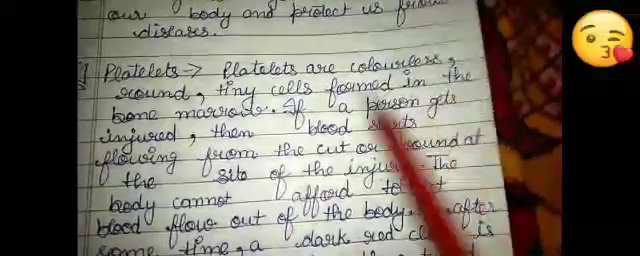 our body and protect us from
diseases.
Platelets => Platelets are colourless,
round, tiny cells formed in the
bone marrow. If a person gets
injured, then blood starts
flowing from the cut or wound at
the site of the injury. The
body cannot afford to let
blood flow out of the body. after
some time, a dark red is